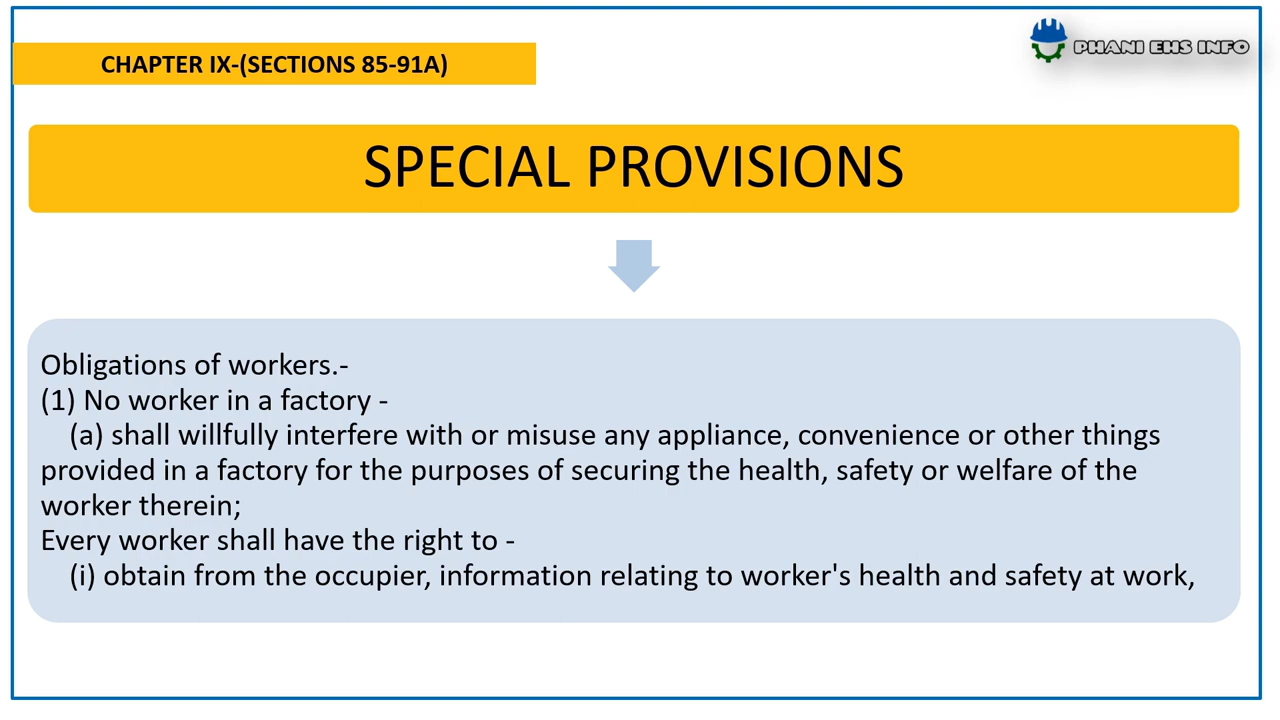 CHAPTER IX-(SECTIONS 85-91A)
PHANI EHS INFO
SPECIAL PROVISIONS
Obligations of workers.-
(1) No worker in a factory -
(a) shall willfully interfere with or misuse any appliance, convenience or other things
provided in a factory for the purposes of securing the health, safety or welfare of the
worker therein;
Every worker shall have the right to -
(i) obtain from the occupier, information relating to worker's health and safety at work,